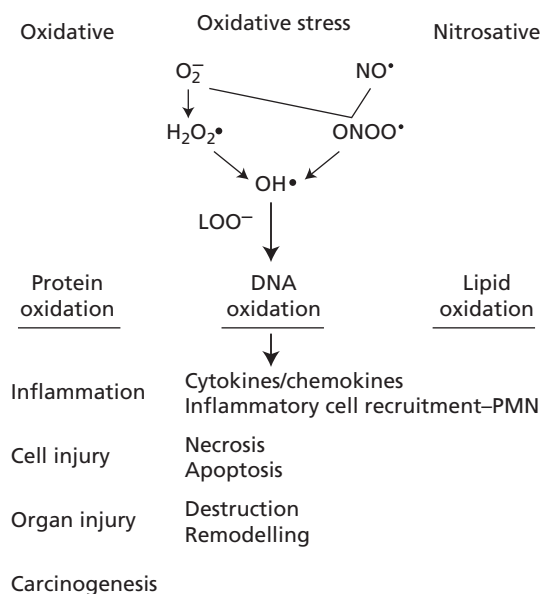 Oxidative Oxidative stress Nitrosative
O₂⁻ NO•
H₂O₂• ONOO•
OH•
LOO⁻
Protein oxidation
DNA oxidation
Lipid oxidation
Inflammation
Cytokines/chemokines
Inflammatory cell recruitment–PMN
Cell injury
Necrosis
Apoptosis
Organ injury
Destruction
Remodelling
Carcinogenesis